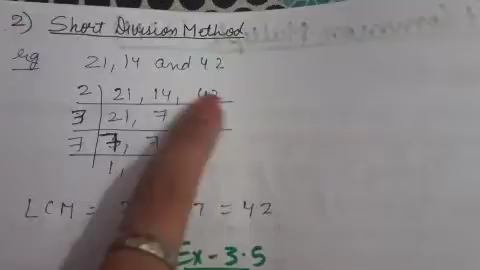 2) Short Division Method
eg 21, 14 and 42
2 | 21, 14, 42
3 | 21, 7
7 | 7, 7
1,
LCM = 7 = 42
Ex - 3.5